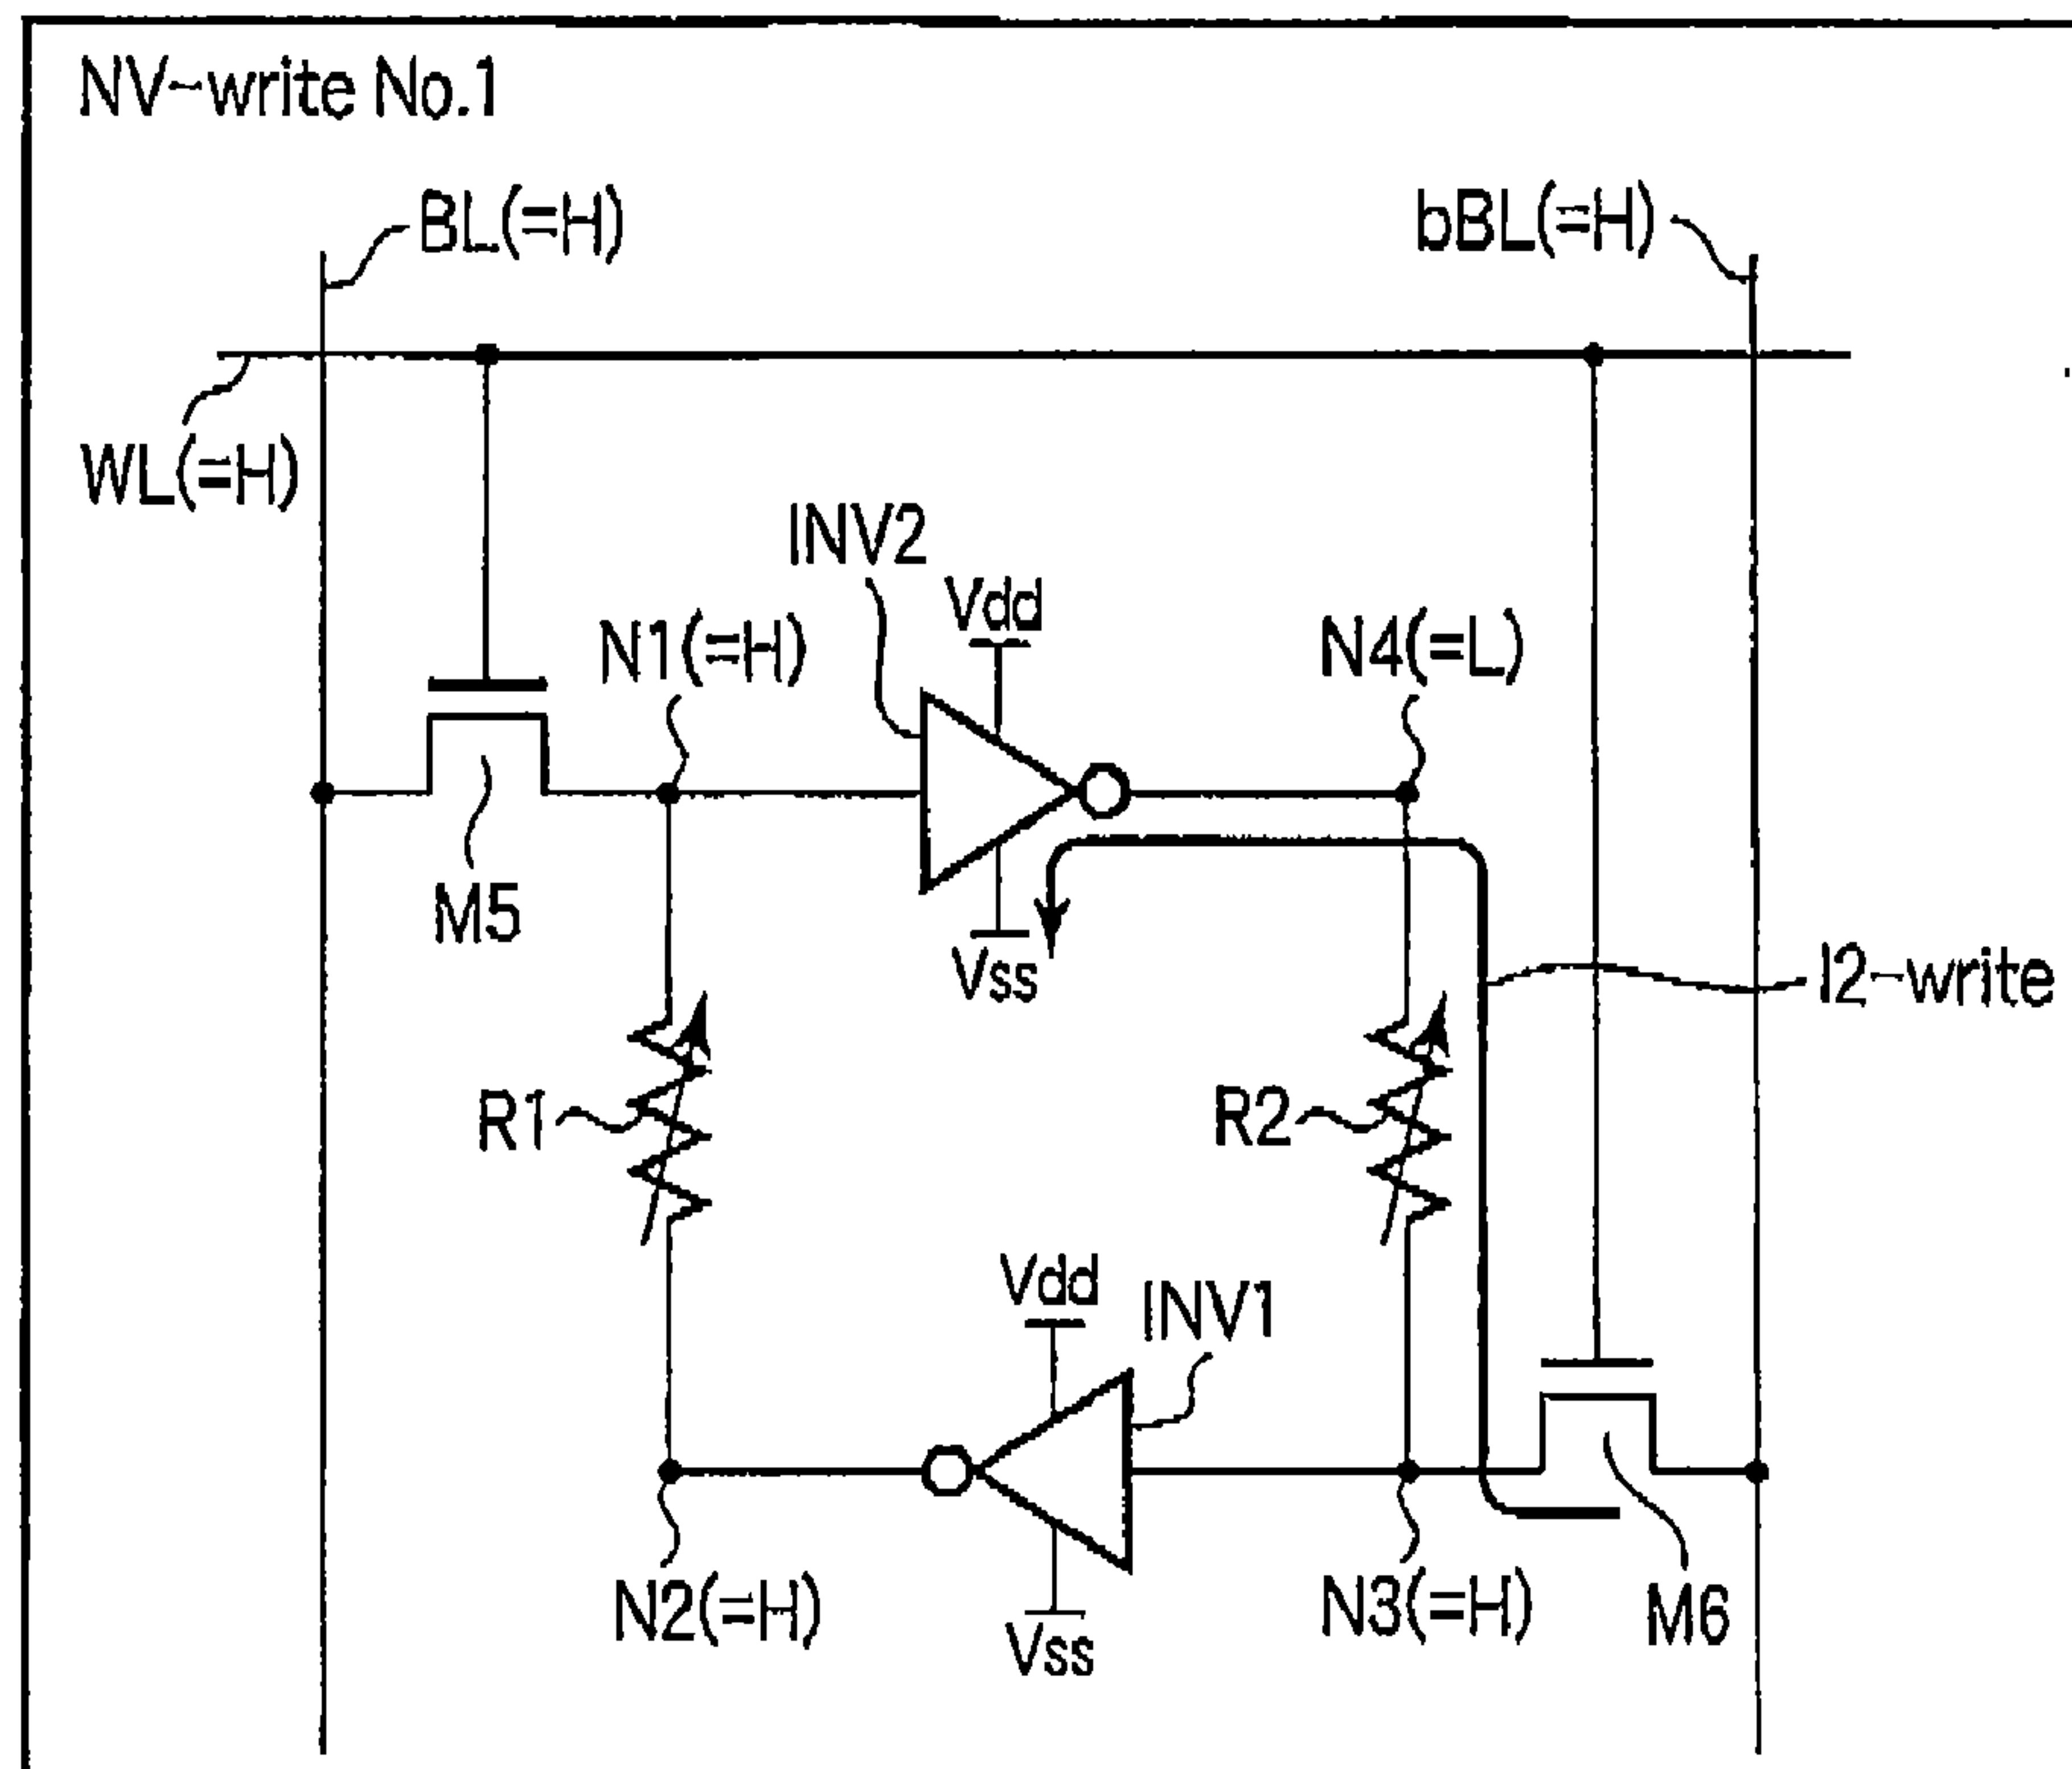 NV-write No.1
BL(=H)
bBL(=H)
WL(=H)
INV2
Vdd
N1(=H)
N4(=L)
M5
Vss
I2-write
R1
R2
Vdd
INV1
N2(=H)
Vss
N3(=H)
M6